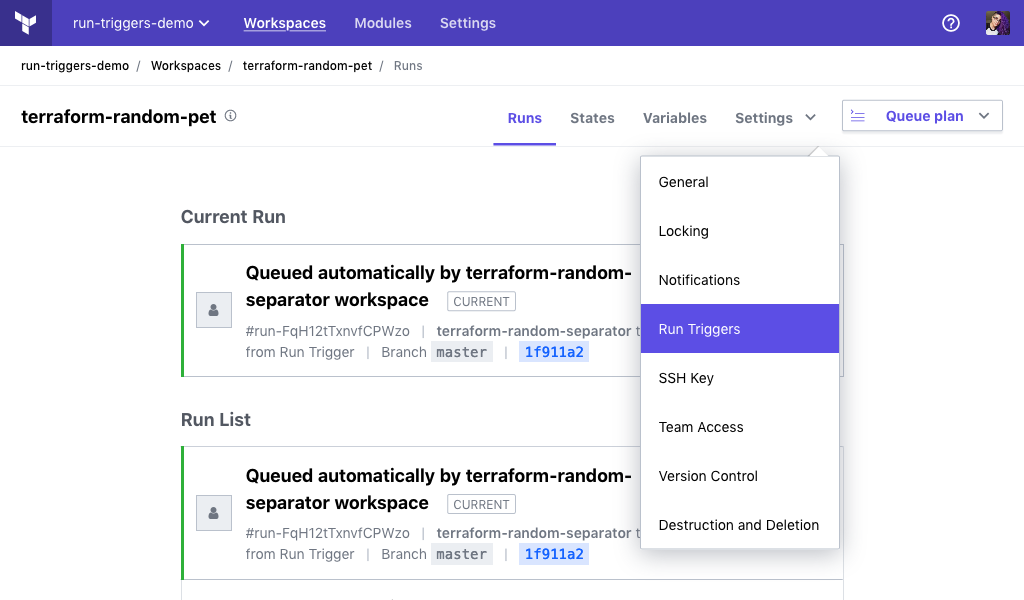 run-triggers-demo Workspaces Modules Settings
run-triggers-demo / Workspaces / terraform-random-pet / Runs
terraform-random-pet Runs States Variables Settings Queue plan
General
Locking
Notifications
Run Triggers
SSH Key
Team Access
Version Control
Destruction and Deletion
Current Run
Queued automatically by terraform-random-
separator workspace CURRENT
#run-FqH12tTxnvfCPWzo | terraform-random-separator
from Run Trigger | Branch master | 1f911a2
Run List
Queued automatically by terraform-random-
separator workspace CURRENT
#run-FqH12tTxnvfCPWzo | terraform-random-separator
from Run Trigger | Branch master | 1f911a2